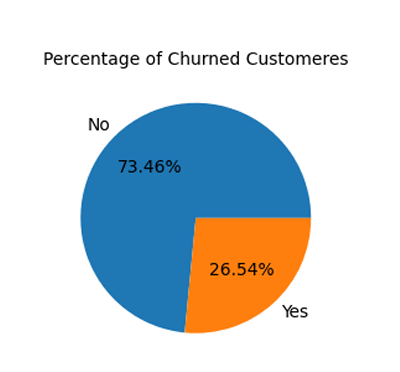 Percentage of Churned Customeres
No
73.46%
26.54%
Yes